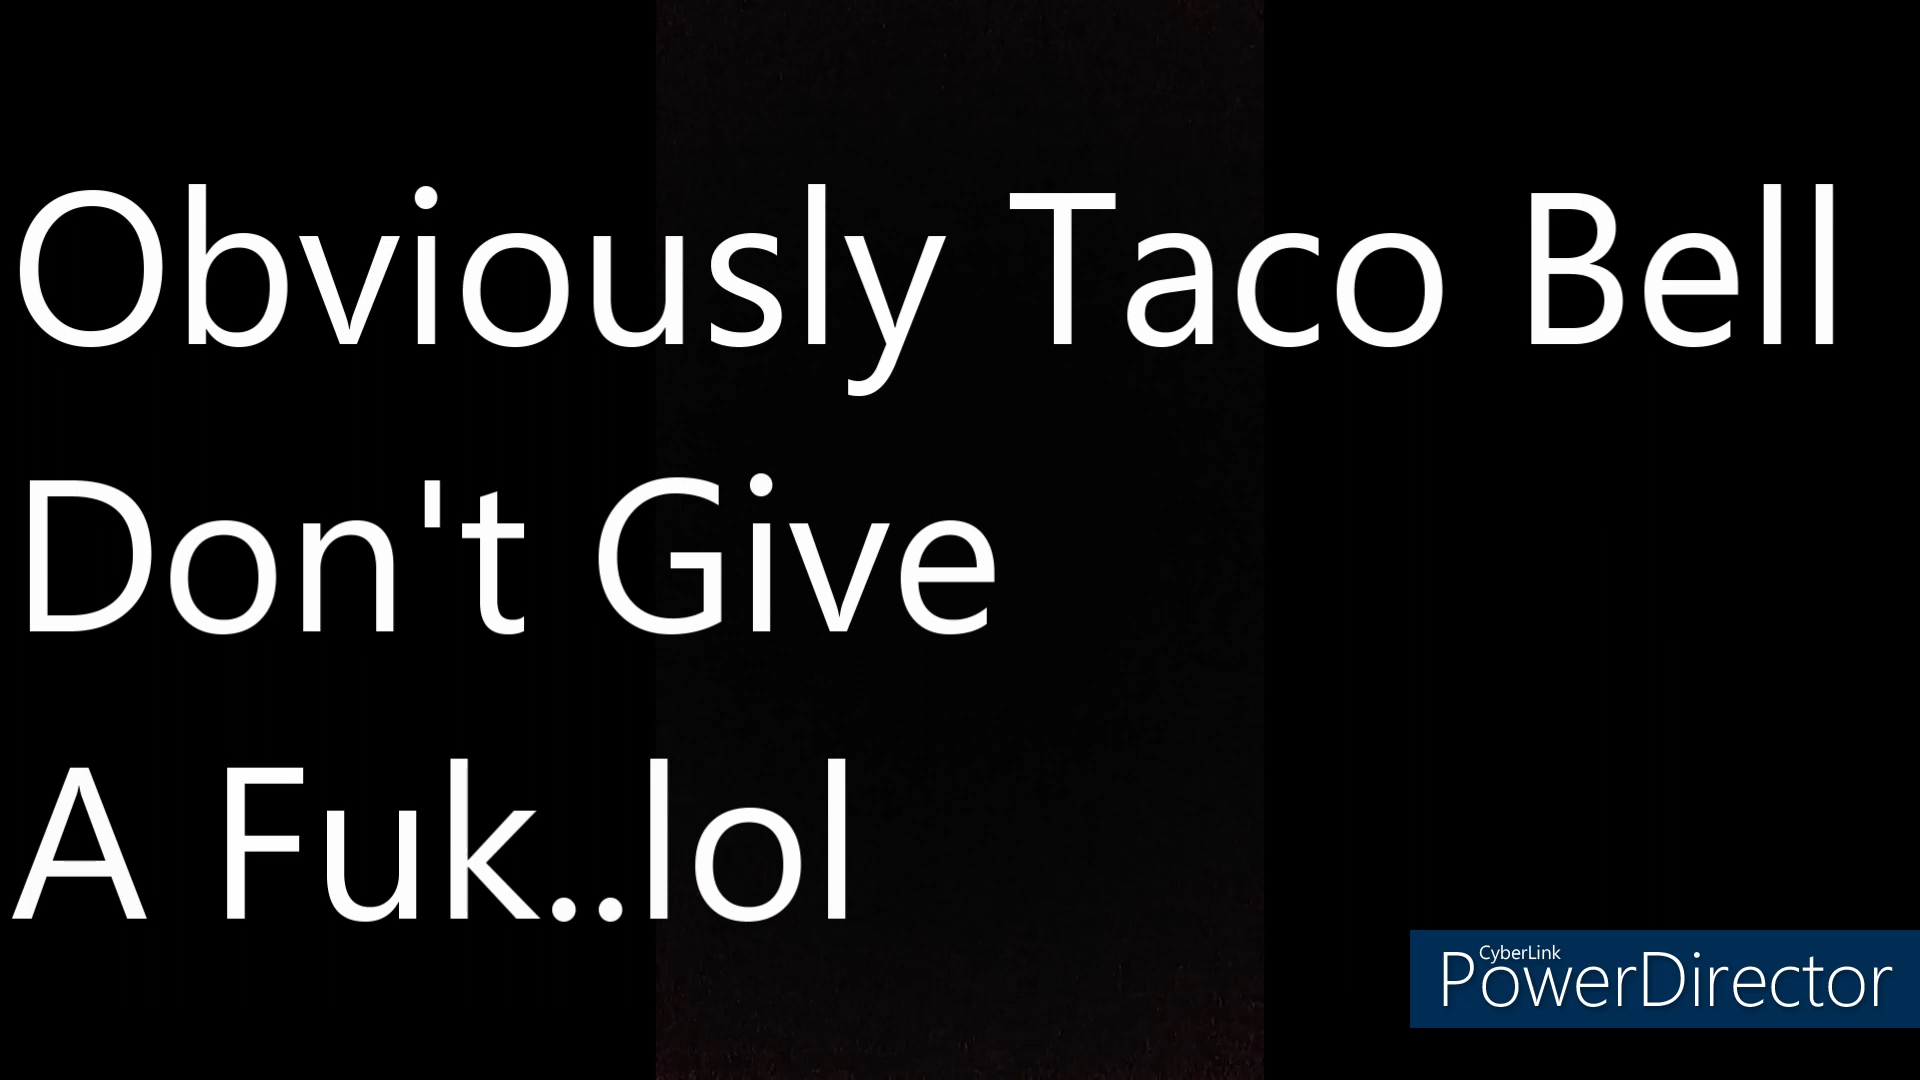 Obviously Taco Bell
Don't Give
A Fuk..lol
CyberLink
PowerDirector